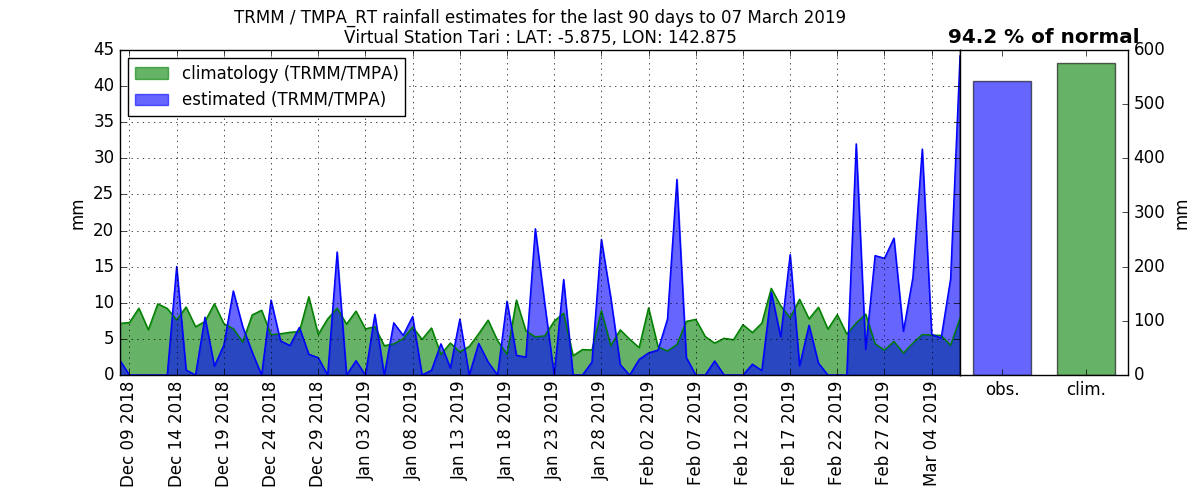 TRMM / TMPA_RT rainfall estimates for the last 90 days to 07 March 2019
Virtual Station Tari : LAT: -5.875, LON: 142.875
94.2 % of normal
climatology (TRMM/TMPA)
estimated (TRMM/TMPA)
mm
45
40
35
30
25
20
15
10
5
0
Dec 09 2018
Dec 14 2018
Dec 19 2018
Dec 24 2018
Dec 29 2018
Jan 03 2019
Jan 08 2019
Jan 13 2019
Jan 18 2019
Jan 23 2019
Jan 28 2019
Feb 02 2019
Feb 07 2019
Feb 12 2019
Feb 17 2019
Feb 22 2019
Feb 27 2019
Mar 04 2019
obs.
clim.
600
500
400
300
200
100
0
mm